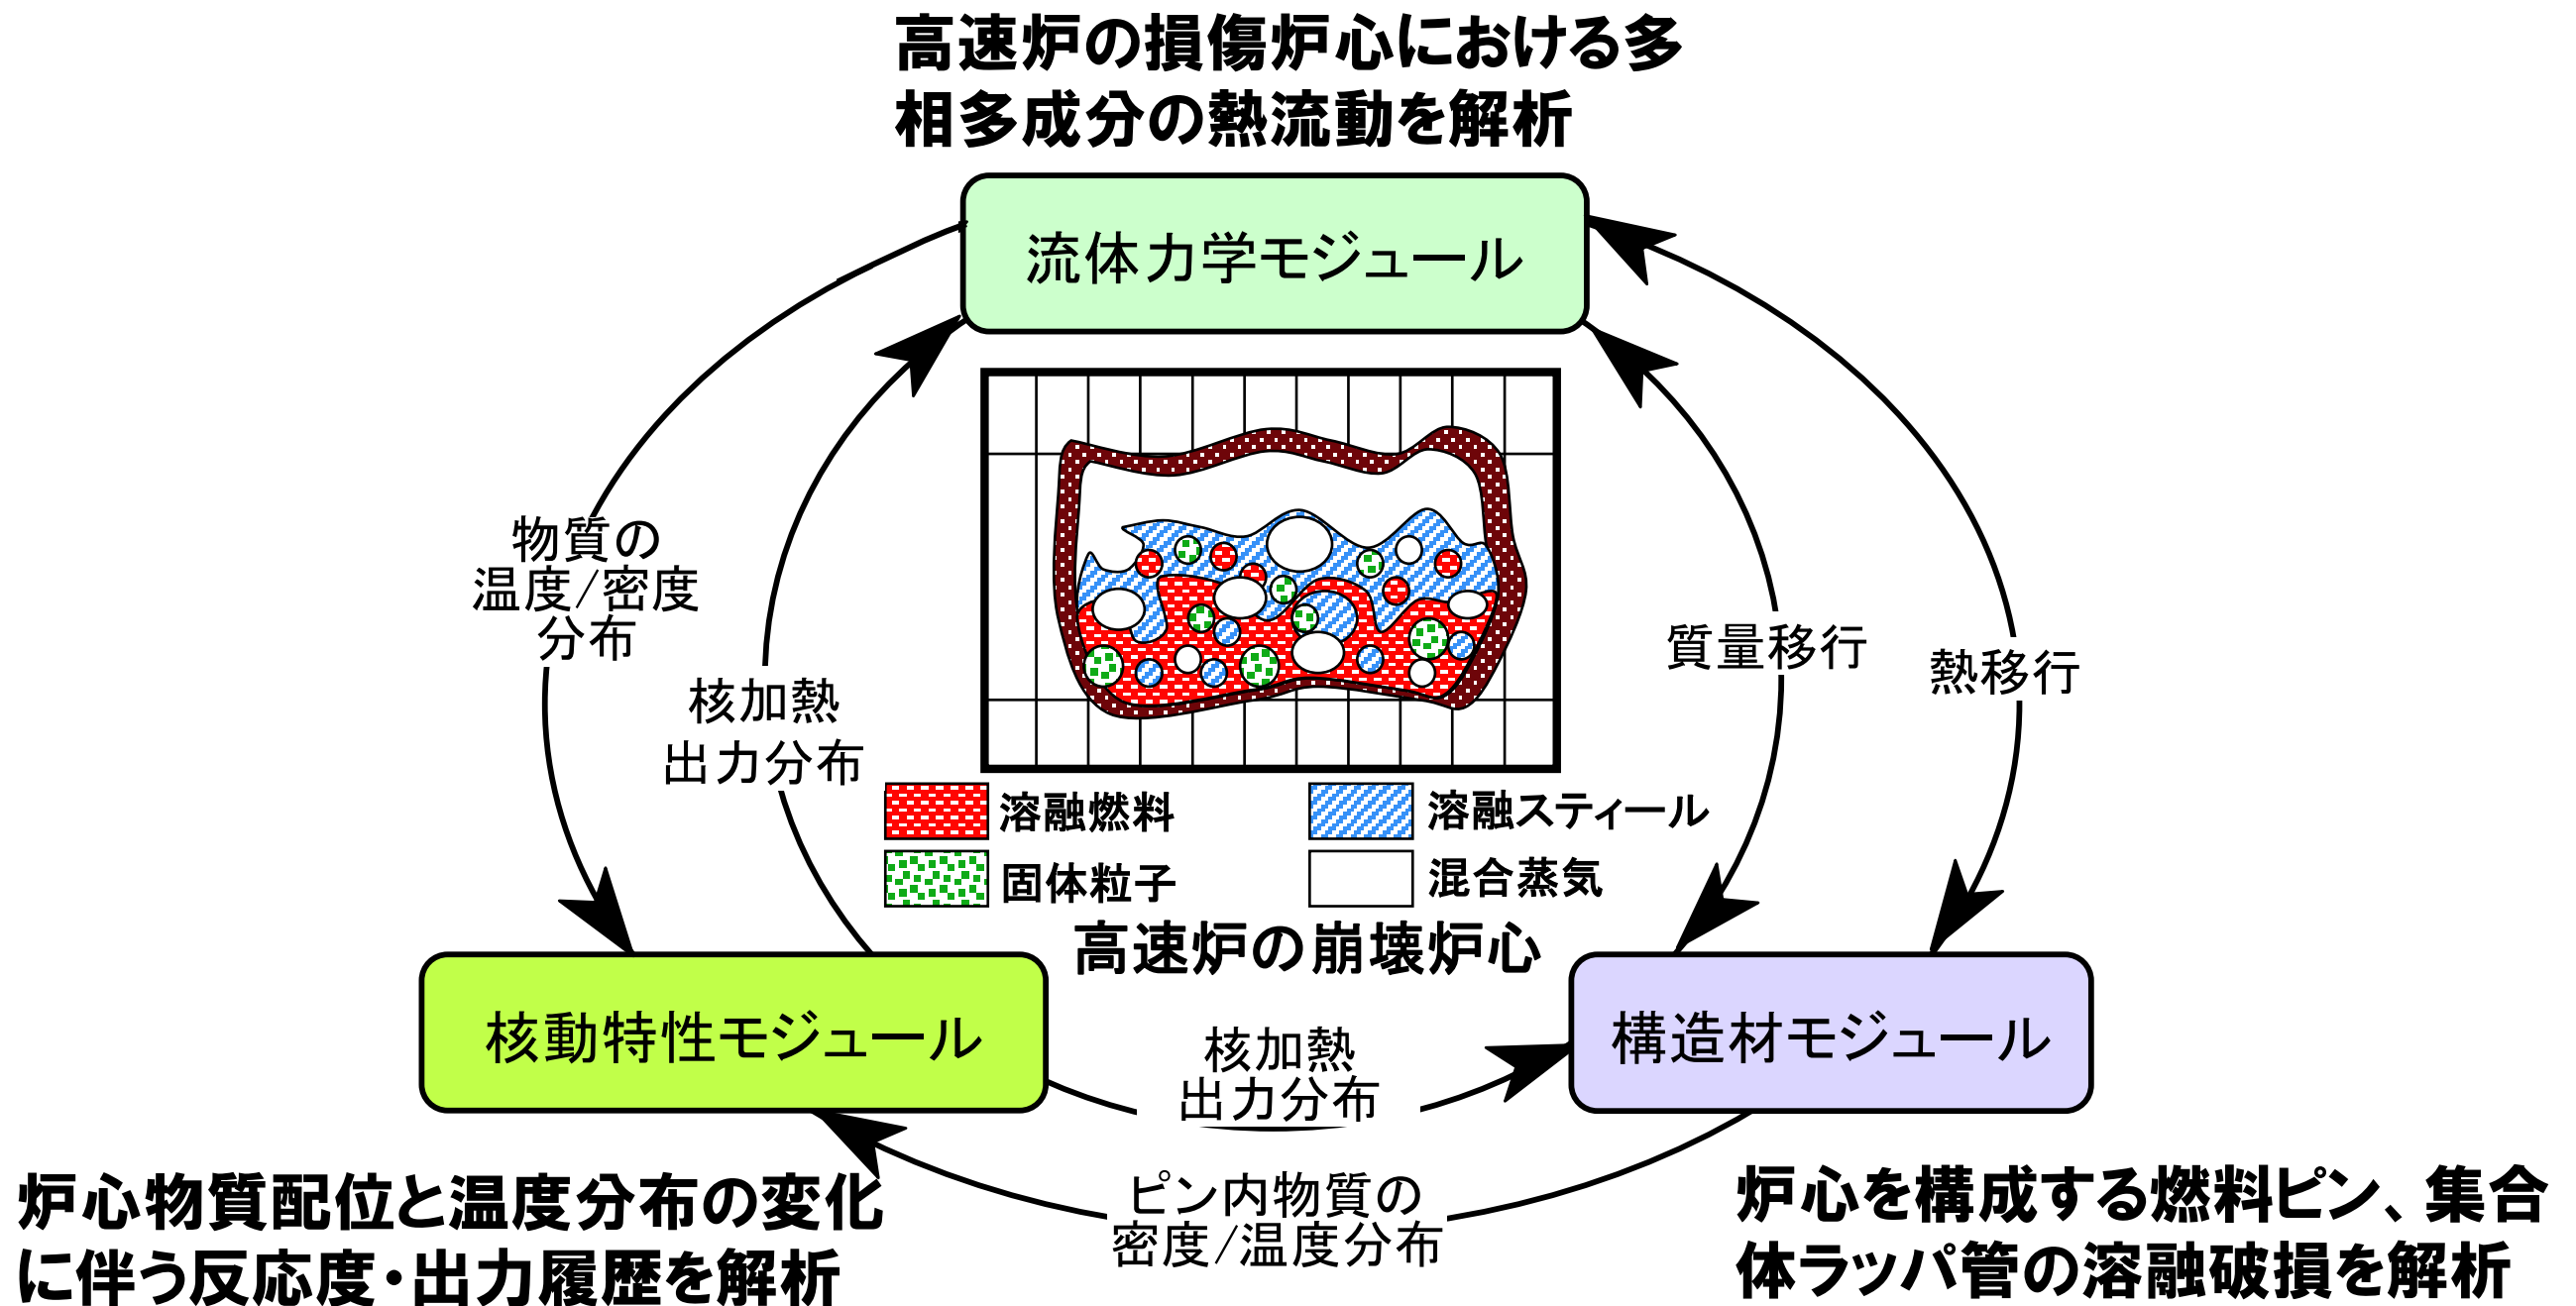 高速炉の損傷炉心における多
相多成分の熱流動を解析
流体力学モジュール
物質の
温度/密度
分布
核加熱
出力分布
質量移行
熱移行
溶融燃料
溶融スティール
固体粒子
混合蒸気
高速炉の崩壊炉心
核動特性モジュール
構造材モジュール
核加熱
出力分布
ピン内物質の
密度/温度分布
炉心物質配位と温度分布の変化
に伴う反応度・出力履歴を解析
炉心を構成する燃料ピン、集合
体ラッパ管の溶融破損を解析